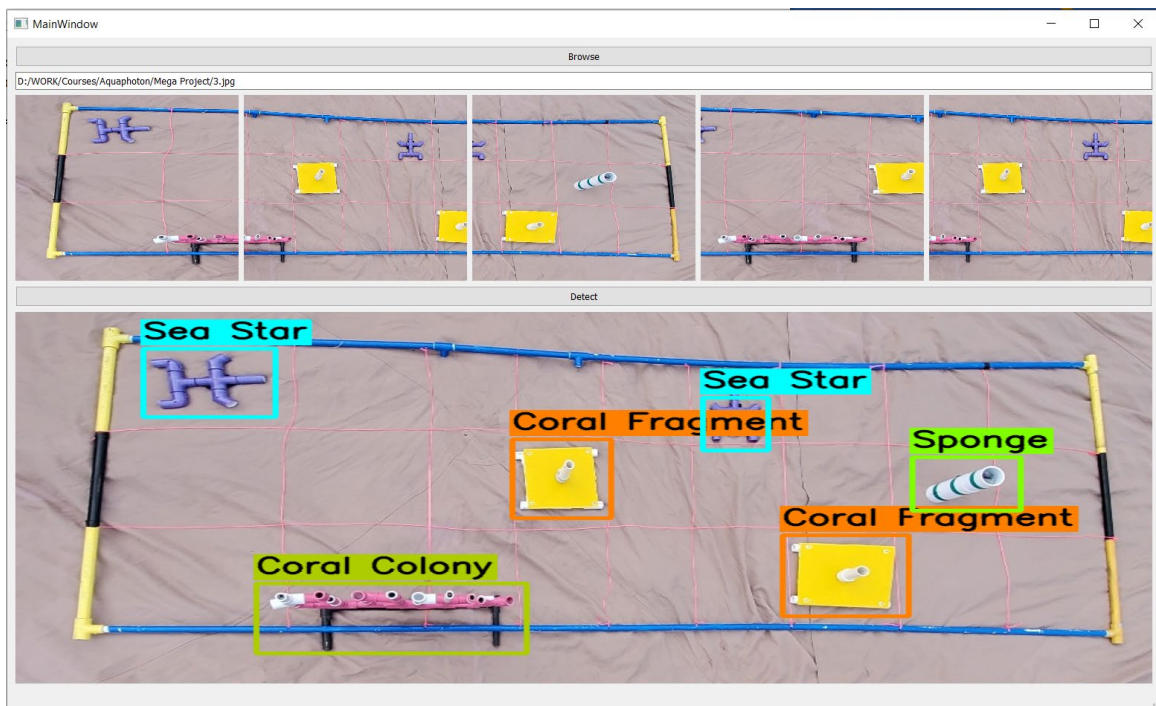 MainWindow
Browse
D:/WORK/Courses/Aquaphoton/Mega Project/3.jpg
Detect
Sea Star
Sea Star
Coral Fragment
Sponge
Coral Fragment
Coral Colony